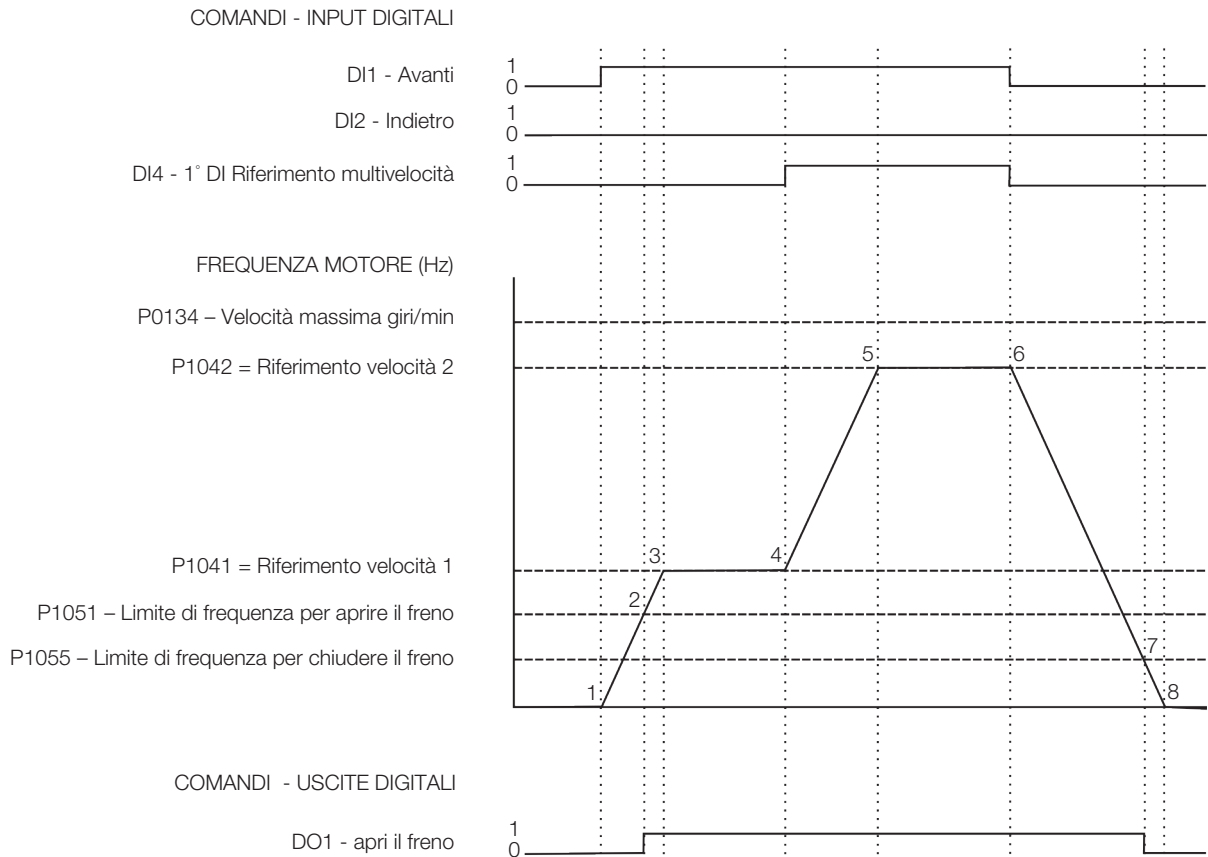 COMANDI - INPUT DIGITALI
DI1 - Avanti
1
0
DI2 - Indietro
1
0
DI4 - 1° DI Riferimento multivelocità
1
0
FREQUENZA MOTORE (Hz)
P0134 – Velocità massima giri/min
P1042 = Riferimento velocità 2
5
6
P1041 = Riferimento velocità 1
3
4
P1051 – Limite di frequenza per aprire il freno
2
P1055 – Limite di frequenza per chiudere il freno
7
1
8
COMANDI - USCITE DIGITALI
DO1 - apri il freno
1
0